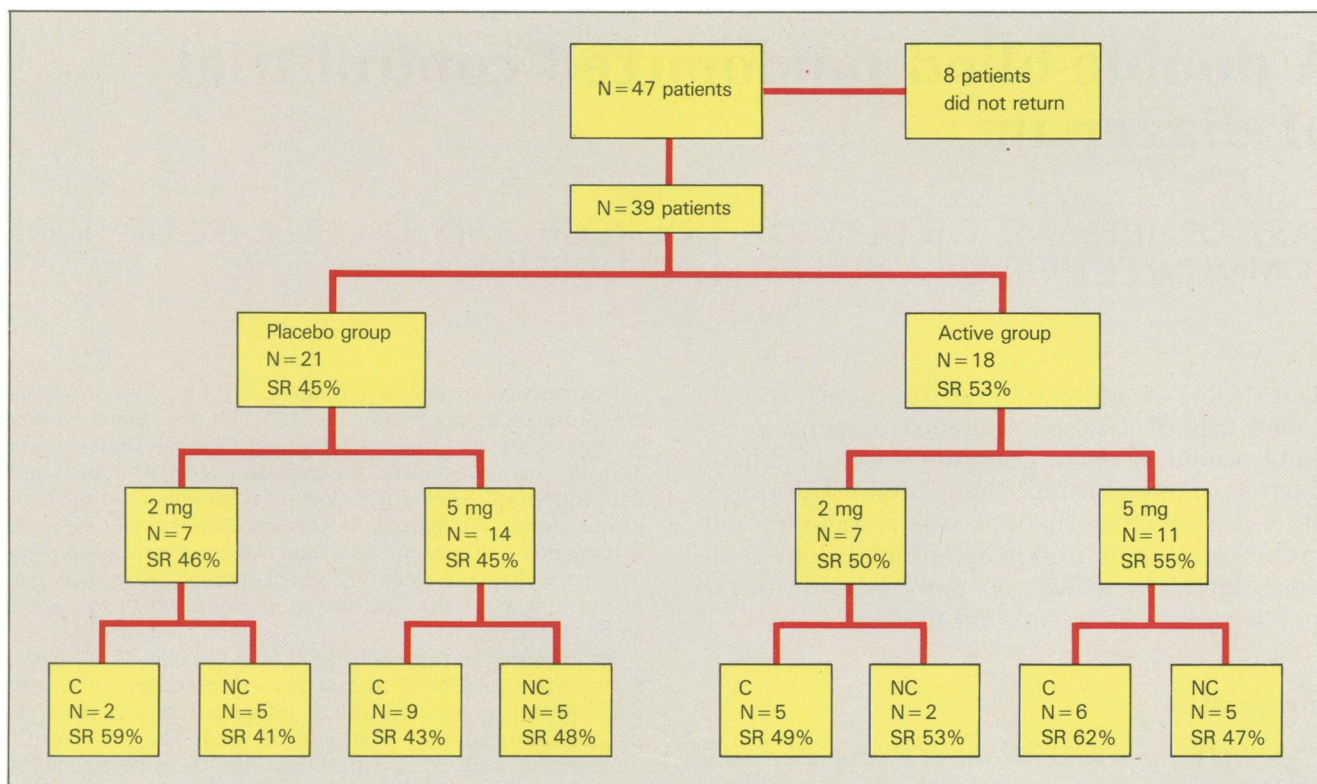 N = 47 patients
8 patients
did not return
N = 39 patients
Placebo group
N = 21
SR 45%
Active group
N = 18
SR 53%
2 mg
N = 7
SR 46%
5 mg
N = 14
SR 45%
2 mg
N = 7
SR 50%
5 mg
N = 11
SR 55%
C
N = 2
SR 59%
NC
N = 5
SR 41%
C
N = 9
SR 43%
NC
N = 5
SR 48%
C
N = 5
SR 49%
NC
N = 2
SR 53%
C
N = 6
SR 62%
NC
N = 5
SR 47%